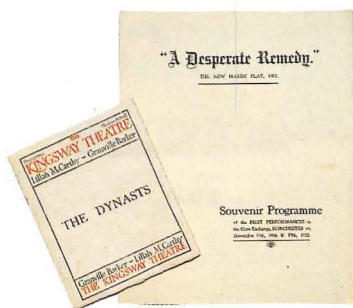 "A Desperate Remedy."
THE NEW HARDY PLAY, 1922.
Souvenir Programme
of the FIRST PERFORMANCES in
the Corn Exchange, DORCHESTER on
November 15th, 16th & 17th, 1922.
THE
KINGSWAY THEATRE
Lillah McCarthy – Granville Barker
THE DYNASTS
Granville Barker – Lillah McCarthy
THE KINGSWAY THEATRE